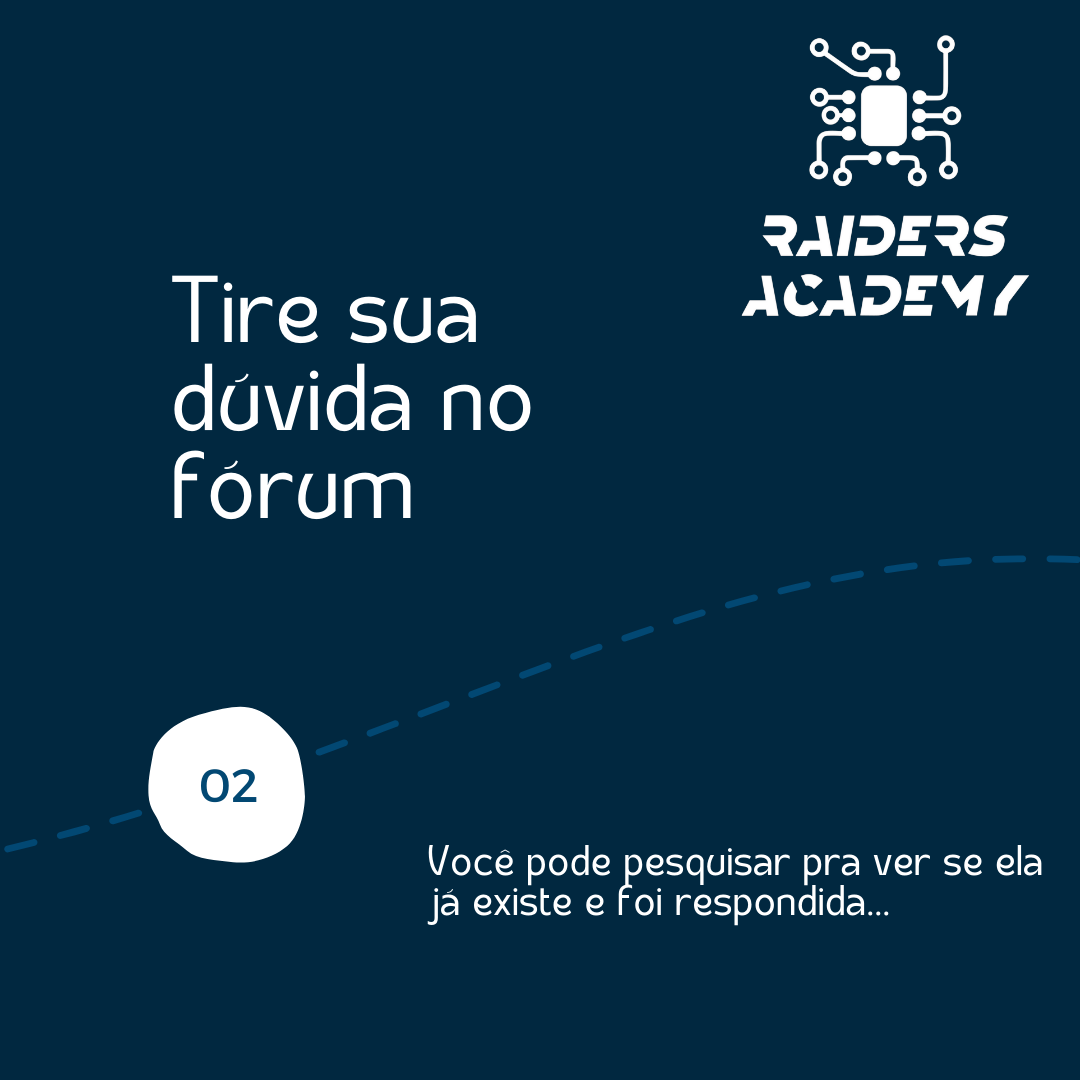 RAIDERS
ACADEMY
Tire sua
dúvida no
fórum
02
Você pode pesquisar pra ver se ela
já existe e foi respondida...